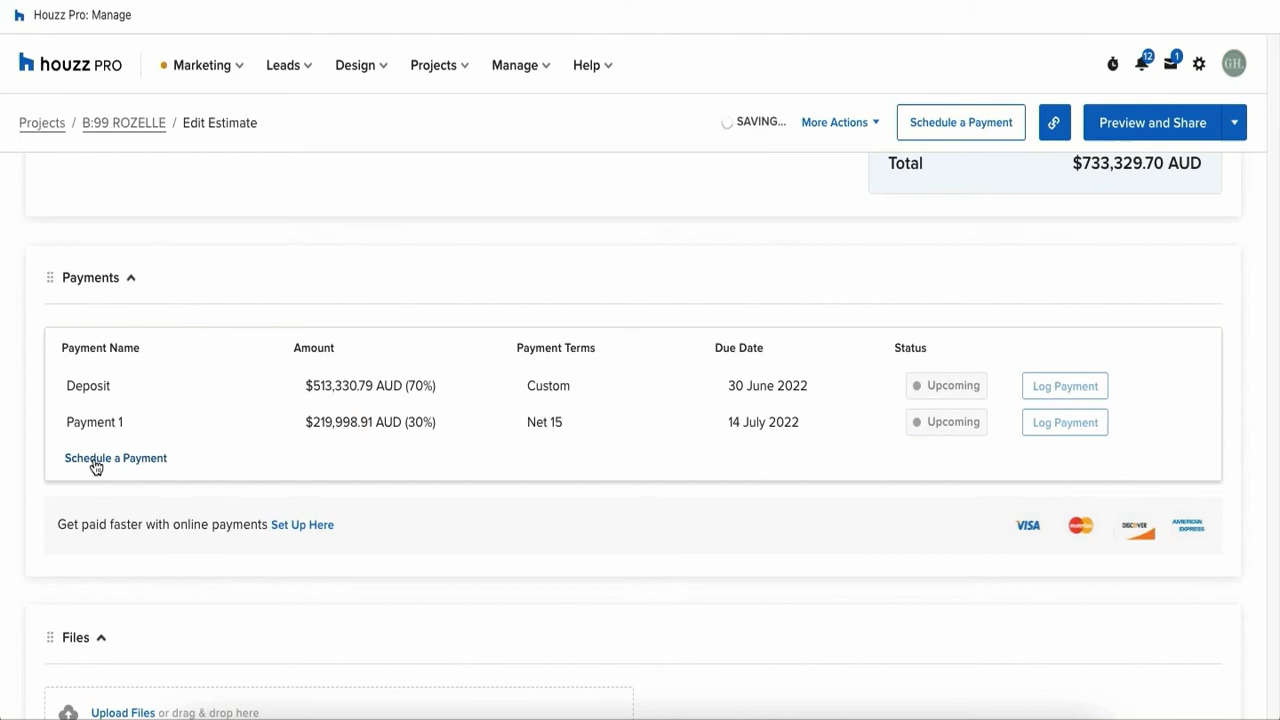 Houzz Pro: Manage
houzz PRO Marketing Leads Design Projects Manage Help 12 1 GH.
Projects / B:99 ROZELLE / Edit Estimate SAVING... More Actions Schedule a Payment Preview and Share
Total $733,329.70 AUD
Payments
Payment Name Amount Payment Terms Due Date Status
Deposit $513,330.79 AUD (70%) Custom 30 June 2022 Upcoming Log Payment
Payment 1 $219,998.91 AUD (30%) Net 15 14 July 2022 Upcoming Log Payment
Schedule a Payment
Get paid faster with online payments Set Up Here VISA MasterCard DISCOVER AMERICAN EXPRESS
Files
Upload Files or drag & drop here